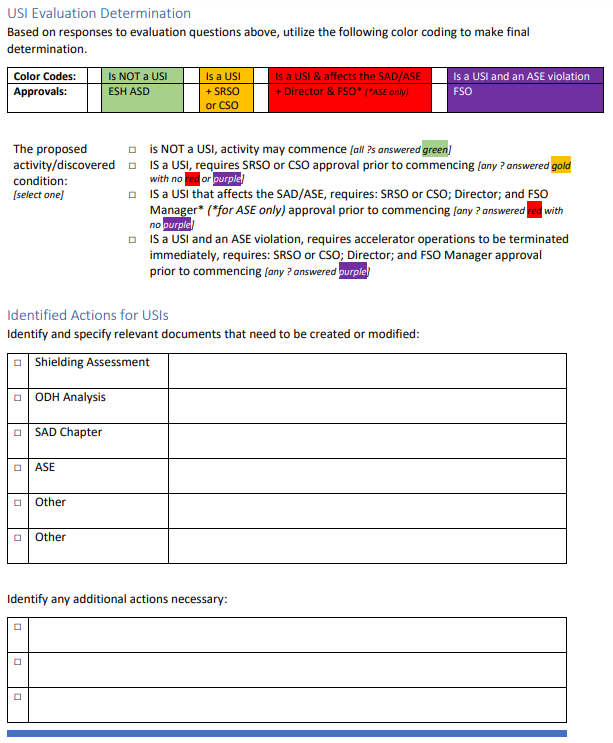 USI Evaluation Determination
Based on responses to evaluation questions above, utilize the following color coding to make final
determination.
Color Codes: Is NOT a USI Is a USI Is a USI & affects the SAD/ASE Is a USI and an ASE violation
Approvals: ESH ASD + SRSO or CSO + Director & FSO* (*ASE only) FSO
The proposed activity/discovered condition: [select one]
☐ is NOT a USI, activity may commence [all ?s answered green]
☐ IS a USI, requires SRSO or CSO approval prior to commencing [any ? answered gold
with no red or purple]
☐ IS a USI that affects the SAD/ASE, requires: SRSO or CSO; Director; and FSO
Manager* (*for ASE only) approval prior to commencing [any ? answered red with
no purple]
☐ IS a USI and an ASE violation, requires accelerator operations to be terminated
immediately, requires: SRSO or CSO; Director; and FSO Manager approval
prior to commencing [any ? answered purple]
Identified Actions for USIs
Identify and specify relevant documents that need to be created or modified:
☐ Shielding Assessment
☐ ODH Analysis
☐ SAD Chapter
☐ ASE
☐ Other
☐ Other
Identify any additional actions necessary:
☐
☐
☐